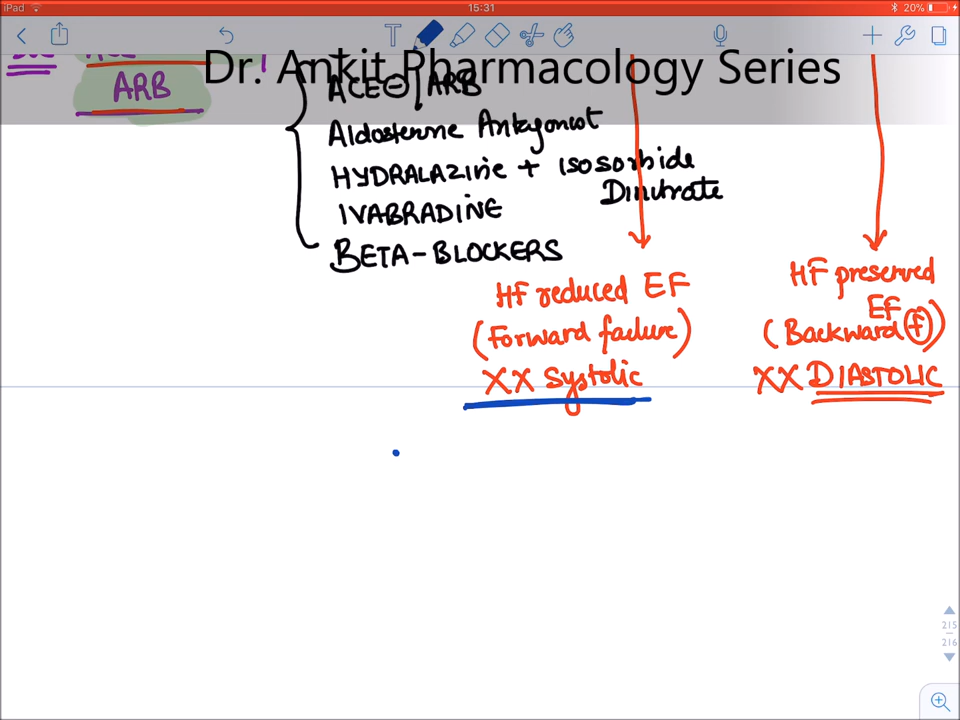 iPad
15:31
20%
Dr. Ankit Pharmacology Series
ARB
ACE⊖|ARB
Aldosterone Antagonist
HYDRALAZine + Isosorbide
Dinitrate
IVABRADINE
BETA-BLOCKERS
HF reduced EF
(Forward failure)
XX Systolic
HF preserved
EF
(Backward f)
XX DIASTOLIC
215
216